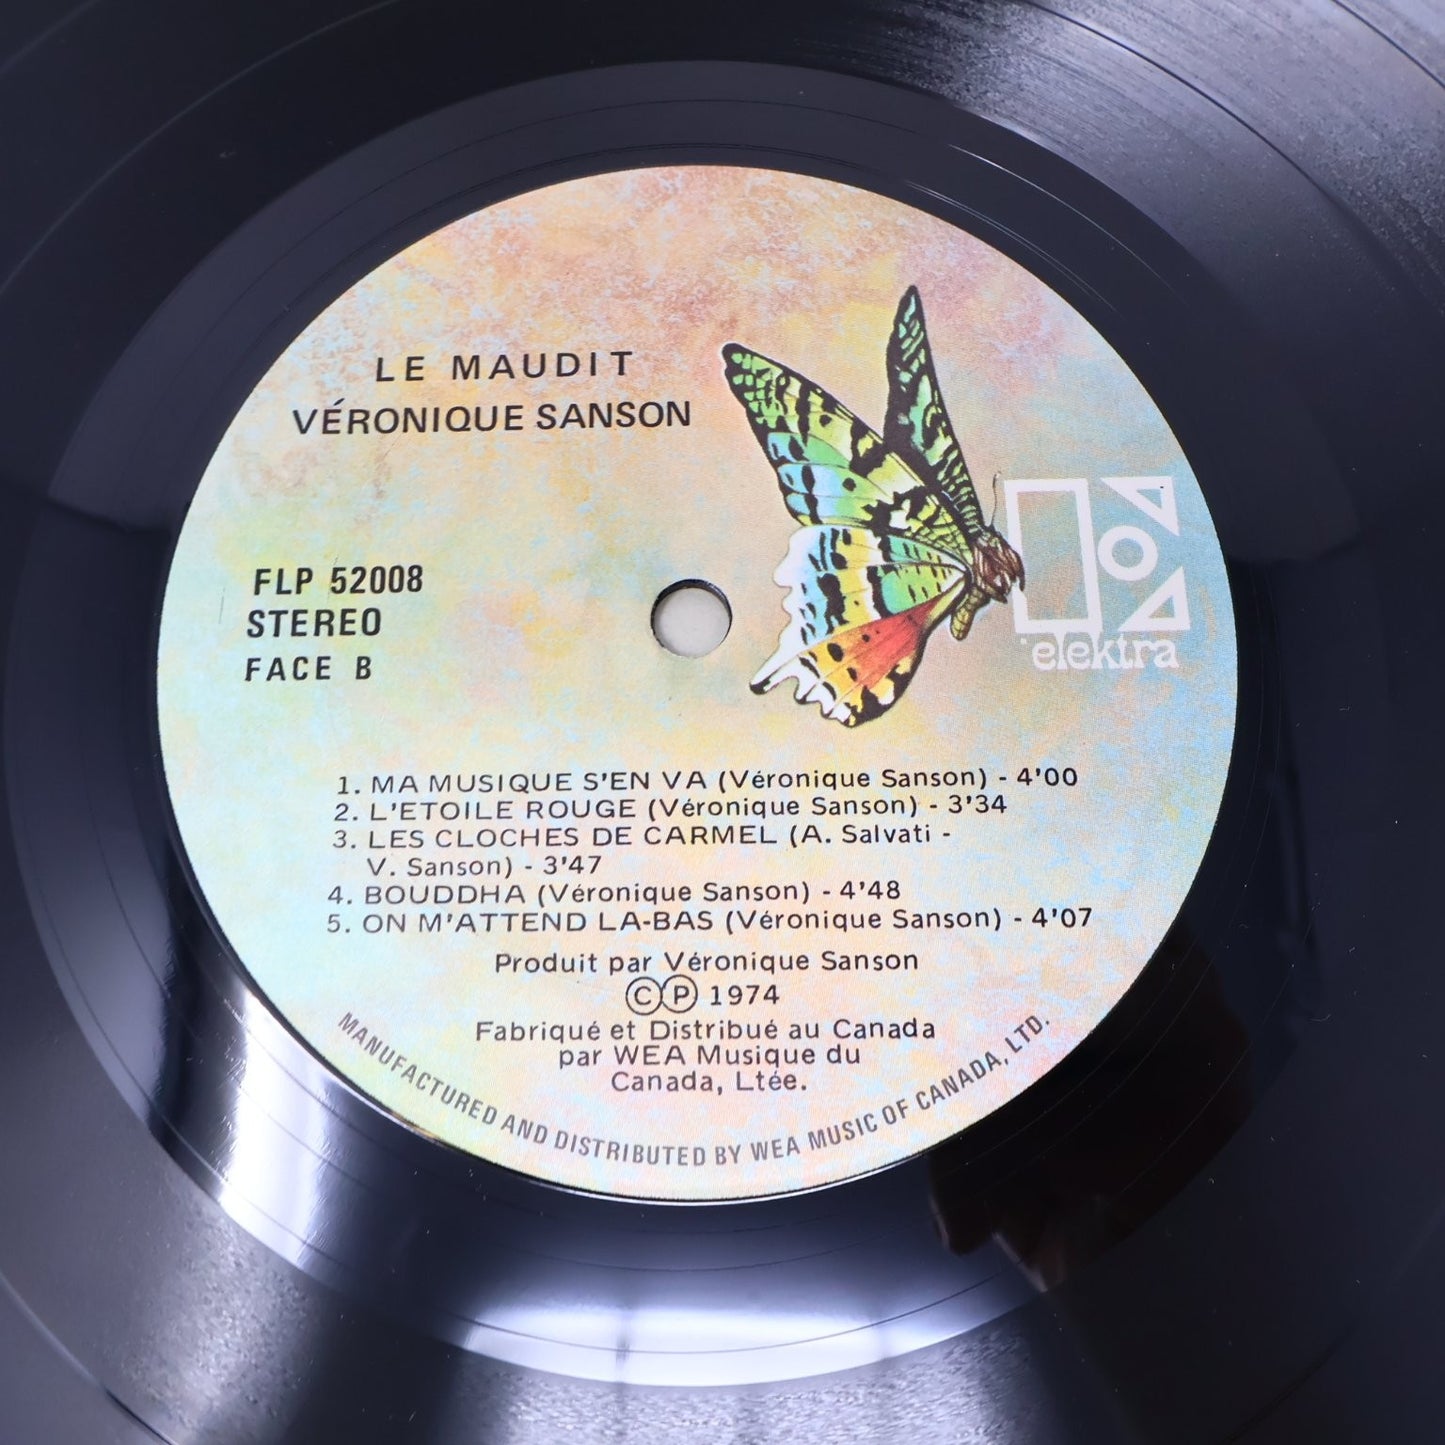 LE MAUDIT
VÉRONIQUE SANSON
FLP 52008
STEREO
FACE B
elektra
1. MA MUSIQUE S'EN VA (Véronique Sanson) - 4'00
2. L'ETOILE ROUGE (Véronique Sanson) - 3'34
3. LES CLOCHES DE CARMEL (A. Salvati -
V. Sanson) - 3'47
4. BOUDDHA (Véronique Sanson) - 4'48
5. ON M'ATTEND LA-BAS (Véronique Sanson) - 4'07
Produit par Véronique Sanson
Ⓒ Ⓟ 1974
Fabriqué et Distribué au Canada
par WEA Musique du
Canada, Ltée.
MANUFACTURED AND DISTRIBUTED BY WEA MUSIC OF CANADA, LTD.